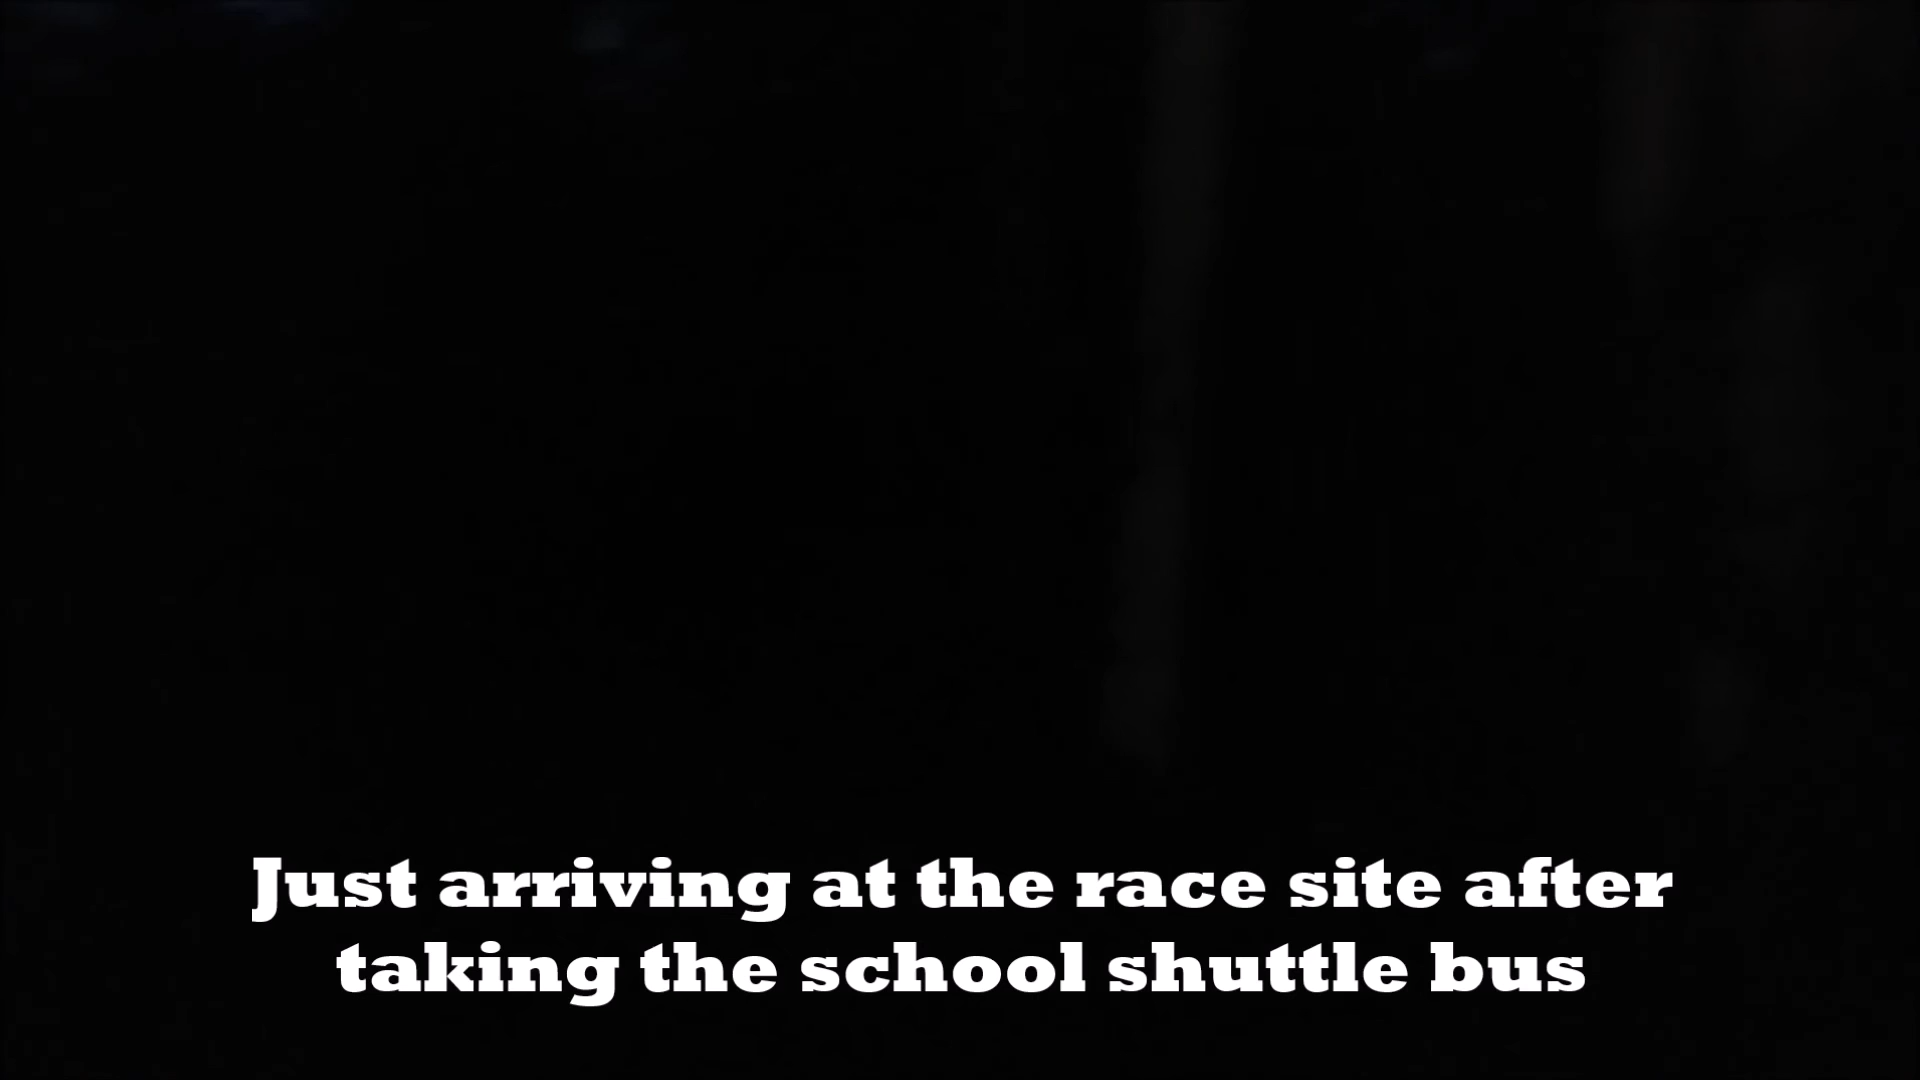 Just arriving at the race site after
taking the school shuttle bus